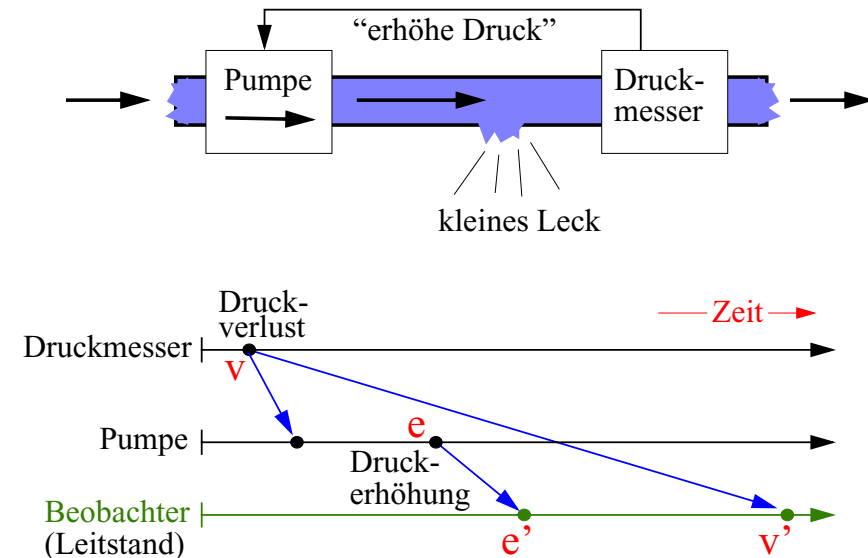 “erhöhe Druck”
Pumpe
Druck-
messer
kleines Leck
Druck-
verlust
Zeit
Druckmesser
v
Pumpe
e
Druck-
erhöhung
Beobachter
(Leitstand)
e’
v’